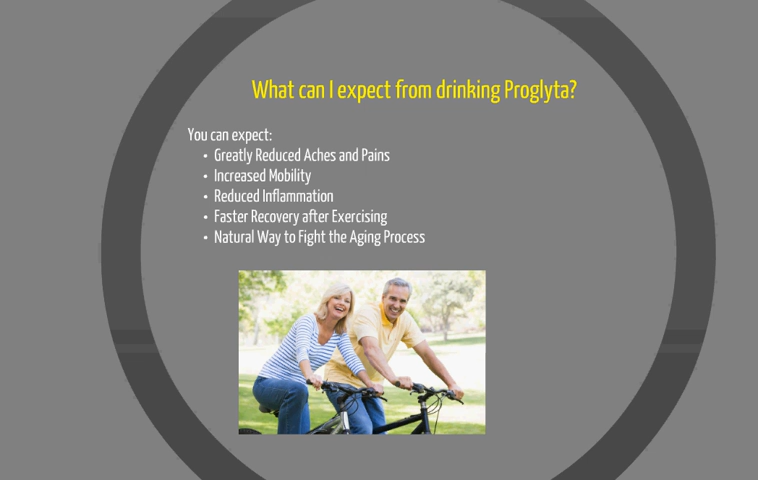 What can I expect from drinking Proglyta?
You can expect:
• Greatly Reduced Aches and Pains
• Increased Mobility
• Reduced Inflammation
• Faster Recovery after Exercising
• Natural Way to Fight the Aging Process